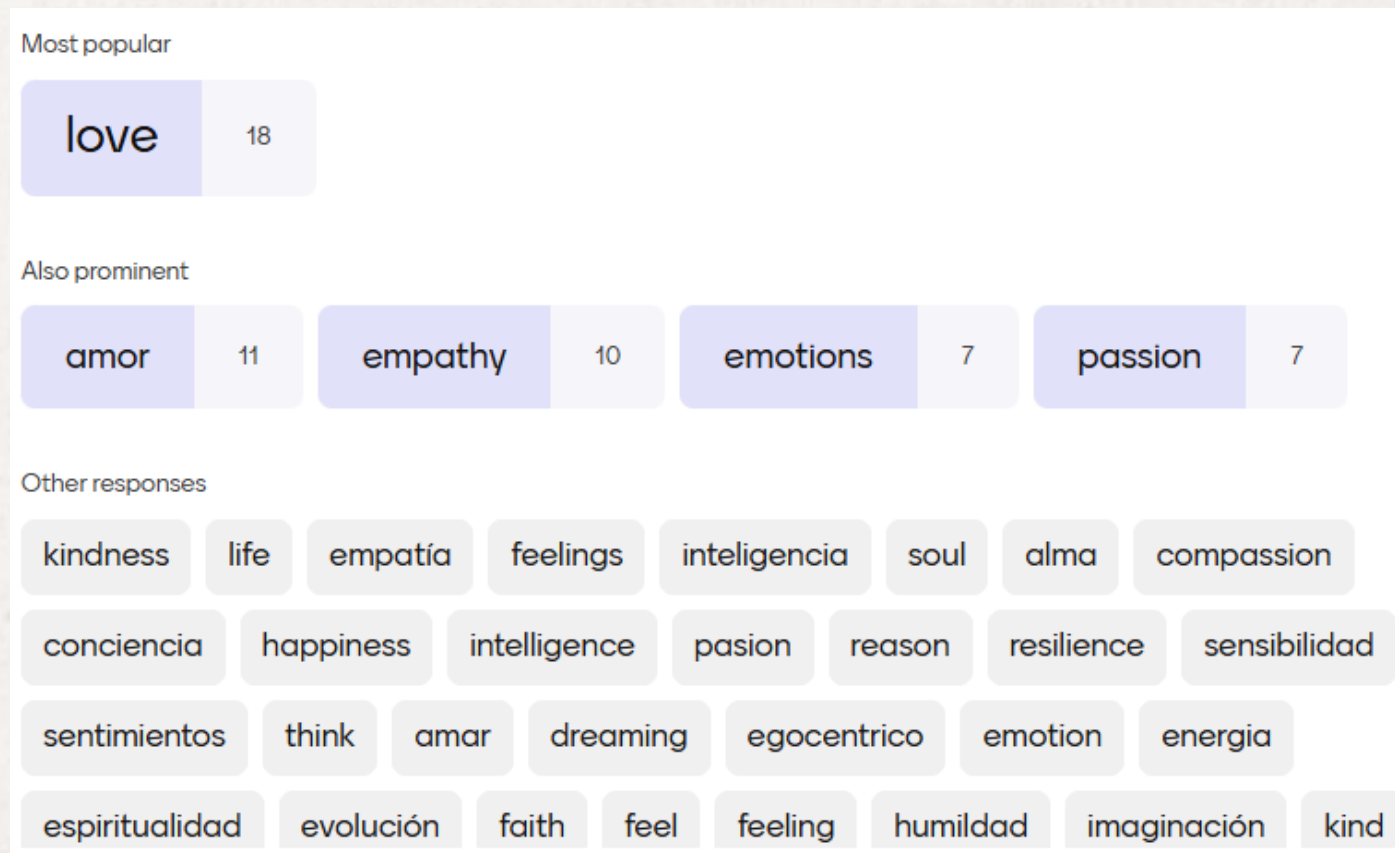 Most popular
love 18
Also prominent
amor 11 empathy 10 emotions 7 passion 7
Other responses
kindness life empatía feelings inteligencia soul alma compassion
conciencia happiness intelligence pasion reason resilience sensibilidad
sentimientos think amar dreaming egocentrico emotion energia
espiritualidad evolución faith feel feeling humildad imaginación kind